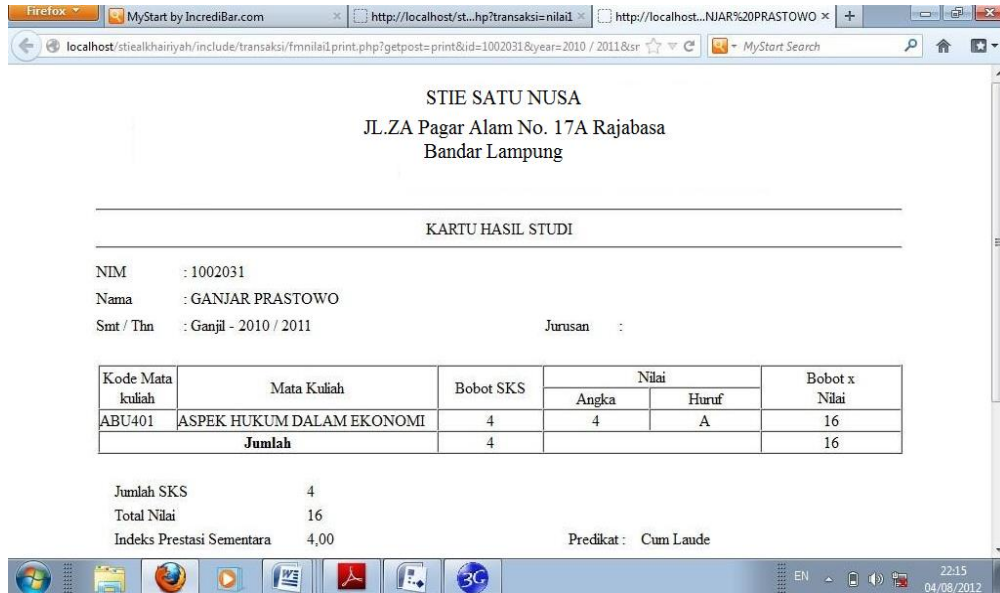 Firefox
MyStart by IncrediBar.com
http://localhost/st...hp?transaksi=nilai1
http://localhost...NJAR%20PRASTOWO
localhost/stiealkhairiyah/include/transaksi/fmnilai1print.php?getpost=print&id=1002031&year=2010 / 2011&sr
MyStart Search
STIE SATU NUSA
JL.ZA Pagar Alam No. 17A Rajabasa
Bandar Lampung
KARTU HASIL STUDI
NIM : 1002031
Nama : GANJAR PRASTOWO
Smt / Thn : Ganjil - 2010 / 2011 Jurusan :
Kode Mata kuliah Mata Kuliah Bobot SKS Nilai Bobot x Nilai
Angka Huruf
ABU401 ASPEK HUKUM DALAM EKONOMI 4 4 A 16
Jumlah 4 16
Jumlah SKS 4
Total Nilai 16
Indeks Prestasi Sementara 4,00 Predikat : Cum Laude
3G
EN
22:15
04/08/2012